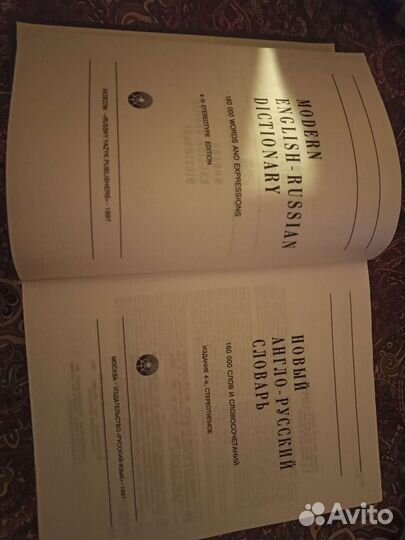 MODERN
ENGLISH-RUSSIAN
DICTIONARY
160 000 WORDS AND EXPRESSIONS
4-th STEREOTYPE EDITION
MOSCOW «RUSSKY YAZYK PUBLISHERS» · 1997
НОВЫЙ
АНГЛО-РУССКИЙ
СЛОВАРЬ
160 000 СЛОВ И СЛОВОСОЧЕТАНИЙ
ИЗДАНИЕ 4-е, СТЕРЕОТИПНОЕ
МОСКВА · ИЗДАТЕЛЬСТВО «РУССКИЙ ЯЗЫК» · 1997
Avito